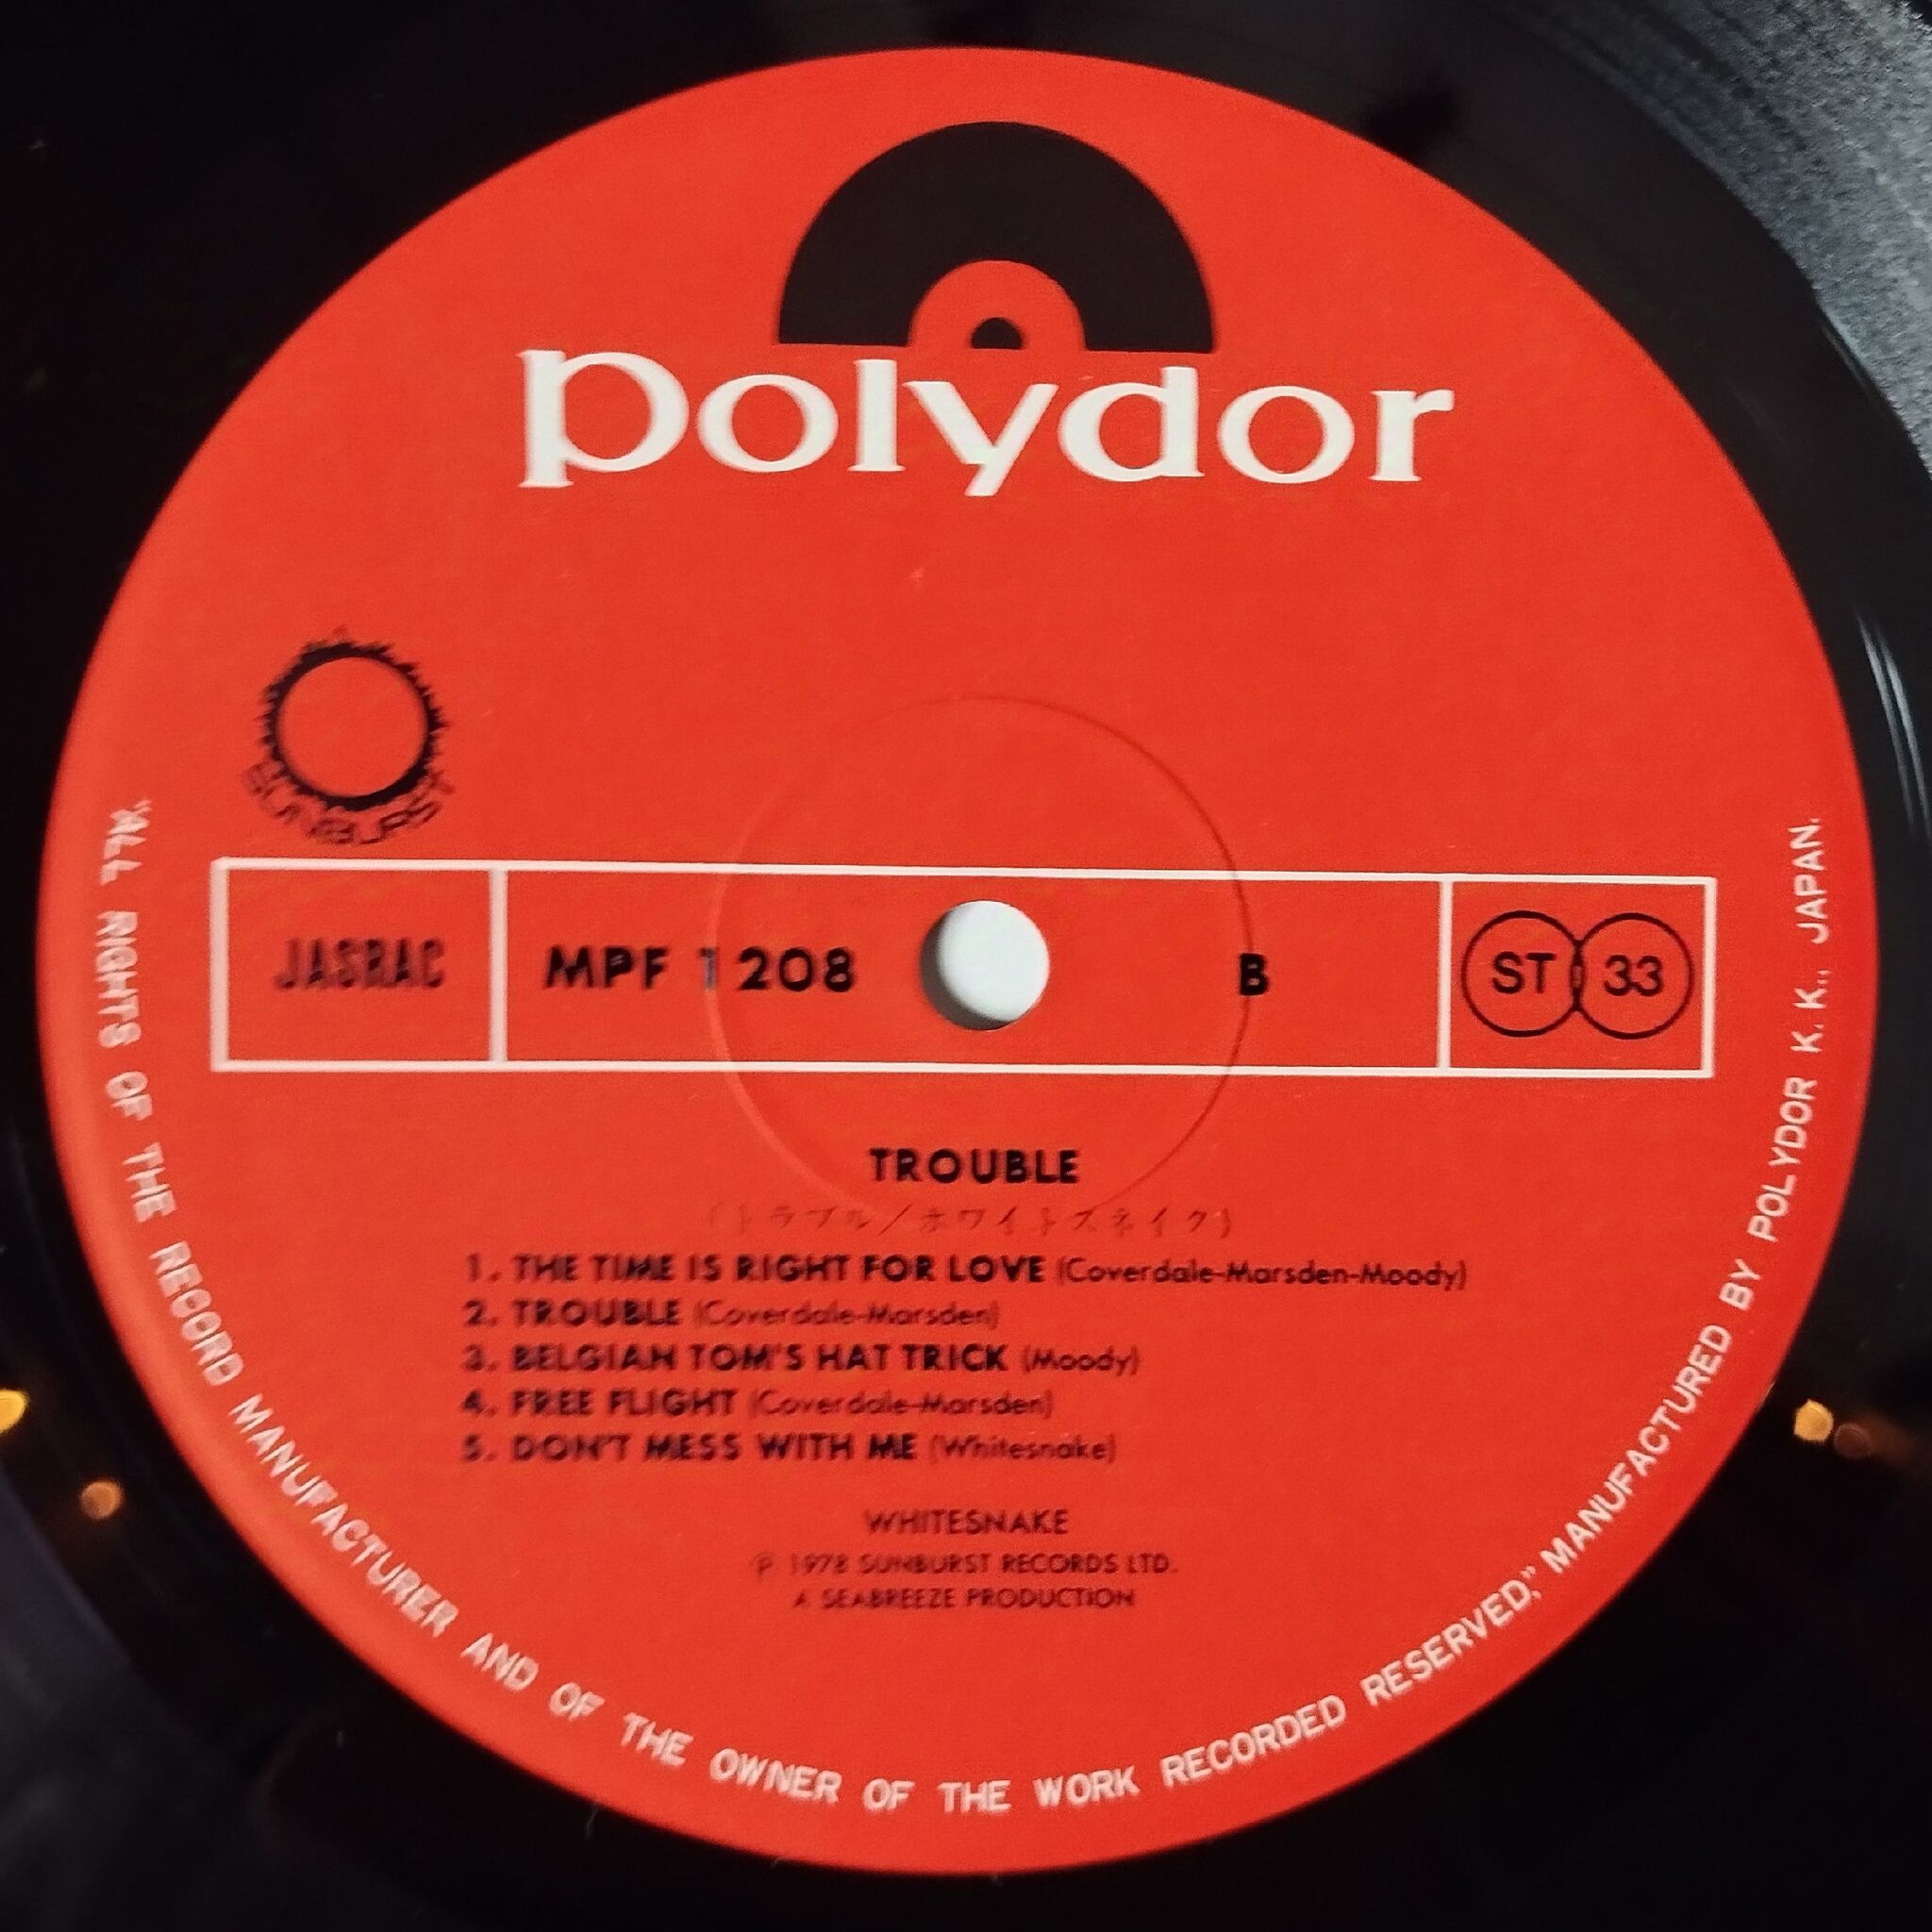 polydor
SUNBURST
JASRAC MPF 1208 B ST 33
TROUBLE
(トラブル/ホワイトスネイク)
1. THE TIME IS RIGHT FOR LOVE (Coverdale-Marsden-Moody)
2. TROUBLE (Coverdale-Marsden)
3. BELGIAN TOM'S HAT TRICK (Moody)
4. FREE FLIGHT (Coverdale-Marsden)
5. DON'T MESS WITH ME (Whitesnake)
WHITESNAKE
℗ 1978 SUNBURST RECORDS LTD.
A SEABREEZE PRODUCTION
"ALL RIGHTS OF THE RECORD MANUFACTURER AND OF THE OWNER OF THE WORK RECORDED RESERVED," MANUFACTURED BY POLYDOR K. K., JAPAN.